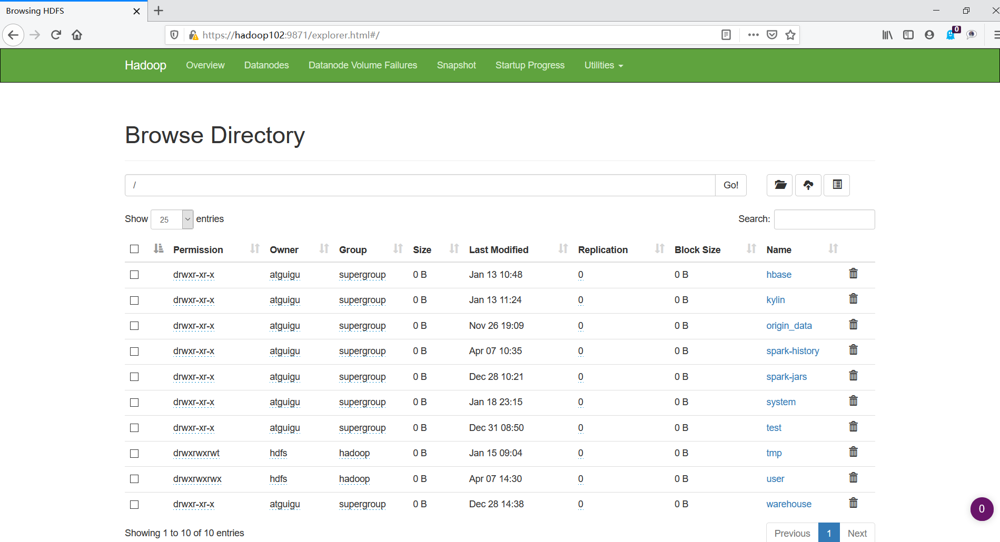 Browsing HDFS
https://hadoop102:9871/explorer.html#/
0
Hadoop Overview Datanodes Datanode Volume Failures Snapshot Startup Progress Utilities
Browse Directory
/ Go!
Show 25 entries Search:
Permission Owner Group Size Last Modified Replication Block Size Name
drwxr-xr-x atguigu supergroup 0 B Jan 13 10:48 0 0 B hbase
drwxr-xr-x atguigu supergroup 0 B Jan 13 11:24 0 0 B kylin
drwxr-xr-x atguigu supergroup 0 B Nov 26 19:09 0 0 B origin_data
drwxr-xr-x atguigu supergroup 0 B Apr 07 10:35 0 0 B spark-history
drwxr-xr-x atguigu supergroup 0 B Dec 28 10:21 0 0 B spark-jars
drwxr-xr-x atguigu supergroup 0 B Jan 18 23:15 0 0 B system
drwxr-xr-x atguigu supergroup 0 B Dec 31 08:50 0 0 B test
drwxrwxrwt hdfs hadoop 0 B Jan 15 09:04 0 0 B tmp
drwxrwxrwx hdfs hadoop 0 B Apr 07 14:30 0 0 B user
drwxr-xr-x atguigu supergroup 0 B Dec 28 14:38 0 0 B warehouse
0
Showing 1 to 10 of 10 entries Previous 1 Next